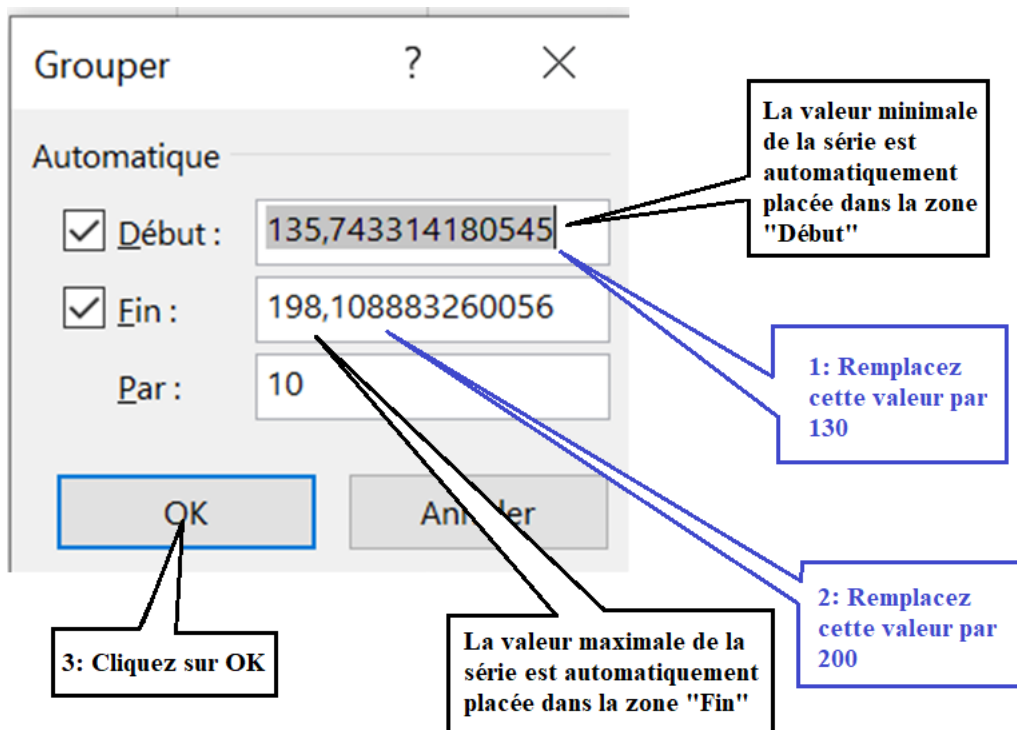 Grouper ? ×
Automatique
Début : 135,743314180545
Fin : 198,108883260056
Par : 10
OK Annuler
La valeur minimale
de la série est
automatiquement
placée dans la zone
"Début"
1: Remplacez
cette valeur par
130
2: Remplacez
cette valeur par
200
La valeur maximale de la
série est automatiquement
placée dans la zone "Fin"
3: Cliquez sur OK